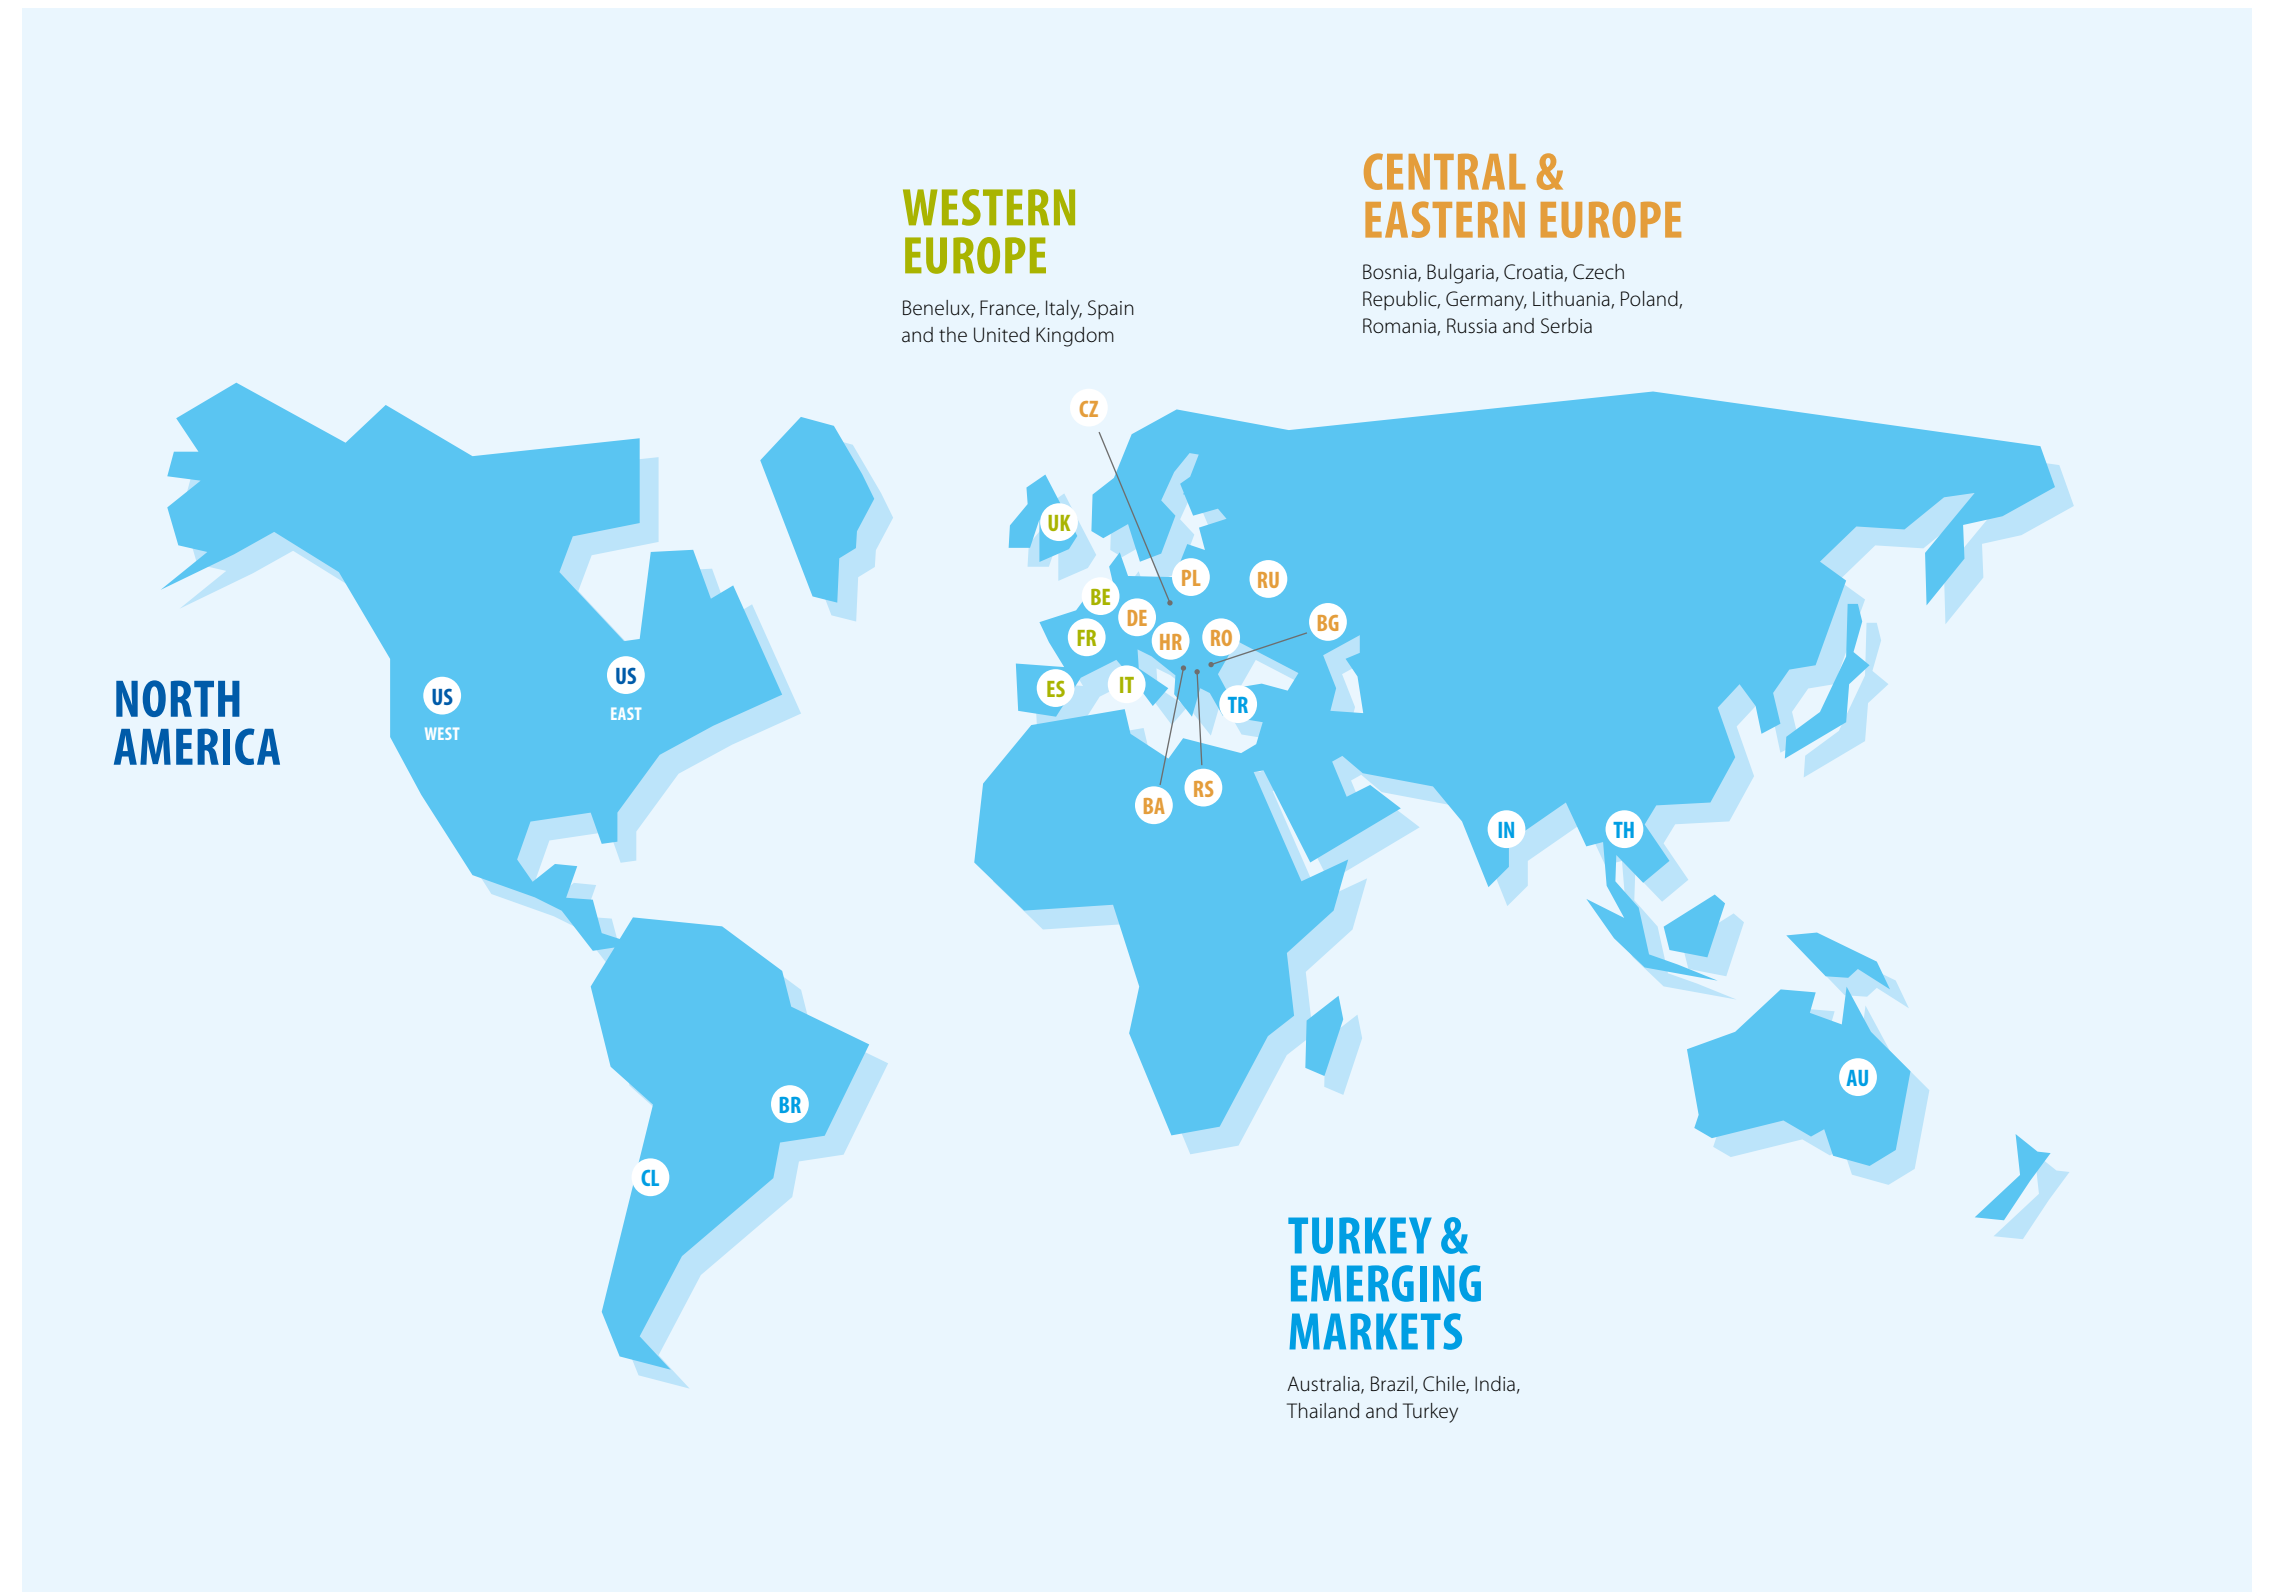 CENTRAL &
EASTERN EUROPE
Bosnia, Bulgaria, Croatia, Czech
Republic, Germany, Lithuania, Poland,
Romania, Russia and Serbia
WESTERN
EUROPE
Benelux, France, Italy, Spain
and the United Kingdom
CZ
UK
PL
RU
BE
DE
BG
FR
HR
RO
NORTH
AMERICA
US
WEST
US
EAST
ES
IT
TR
BA
RS
IN
TH
AU
BR
CL
TURKEY &
EMERGING
MARKETS
Australia, Brazil, Chile, India,
Thailand and Turkey